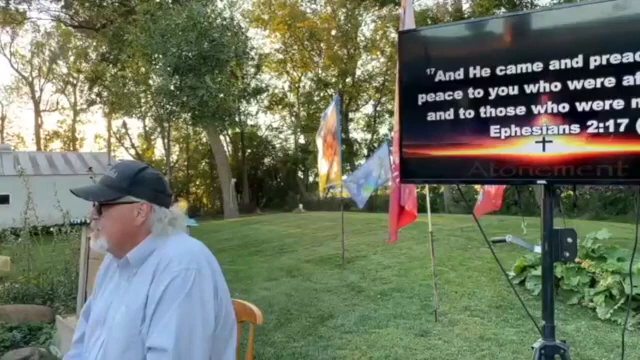 ¹⁷And He came and preac
peace to you who were af
and to those who were n
Ephesians 2:17 (
Atonement